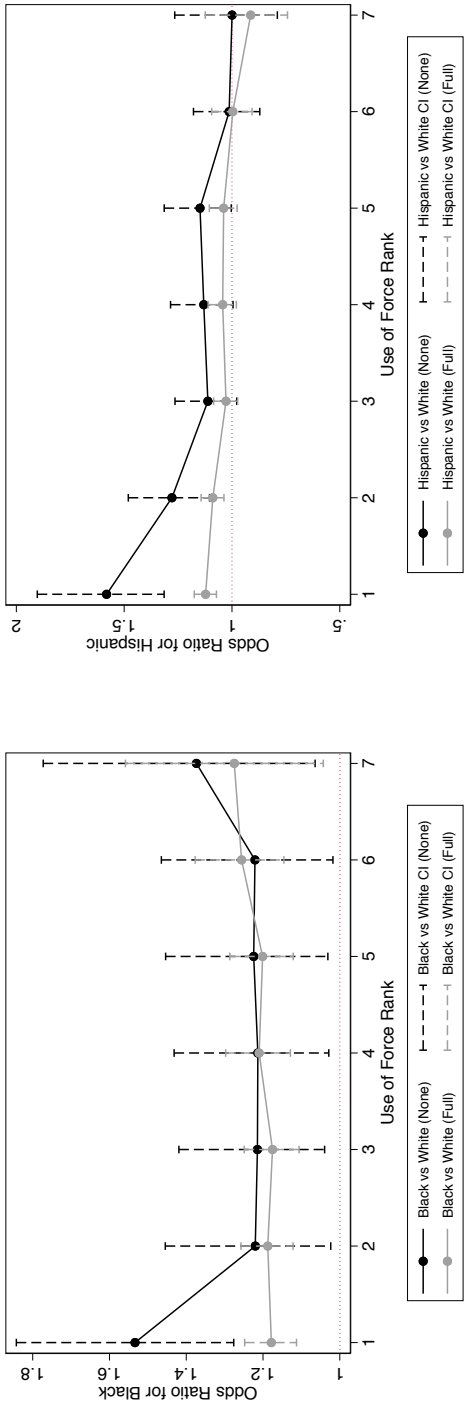 Odds Ratio for Black
1 1.2 1.4 1.6 1.8
1 2 3 4 5 6 7
Use of Force Rank
Black vs White (None) Black vs White CI (None)
Black vs White (Full) Black vs White CI (Full)
Odds Ratio for Hispanic
.5 1 1.5 2
1 2 3 4 5 6 7
Use of Force Rank
Hispanic vs White (None) Hispanic vs White CI (None)
Hispanic vs White (Full) Hispanic vs White CI (Full)